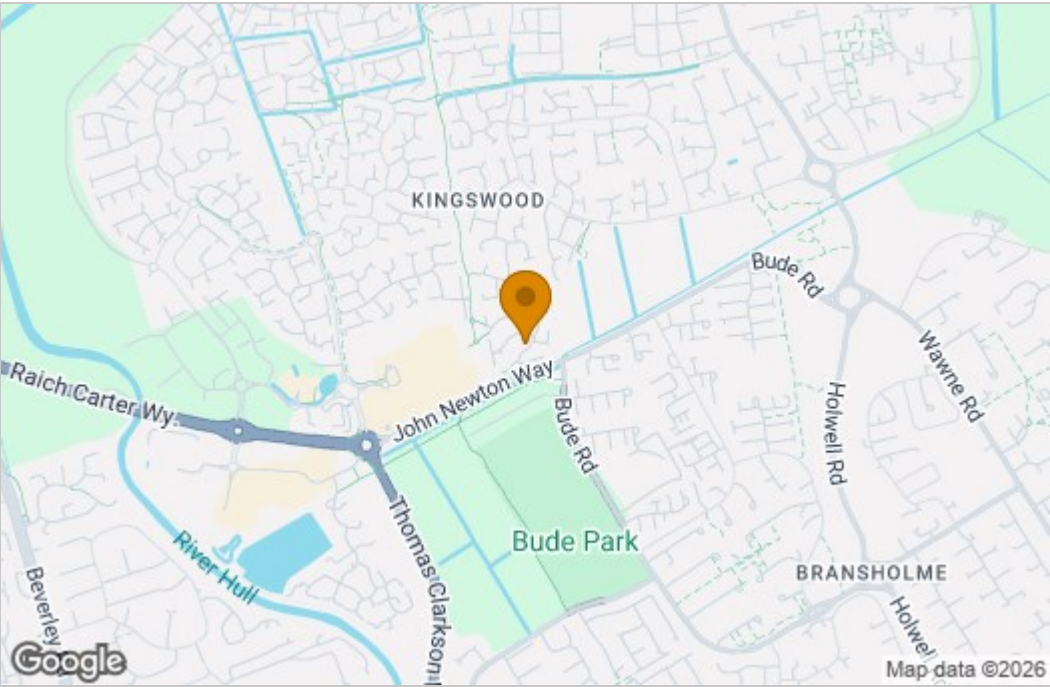 KINGSWOOD
Bude Rd
Wawne Rd
Raich Carter Wy.
John Newton Way
Holwell Rd
Bude Rd
Thomas Clarkson
Bude Park
River Hull
BRANSHOLME
Beverley
Holwell
Google
Map data ©2026